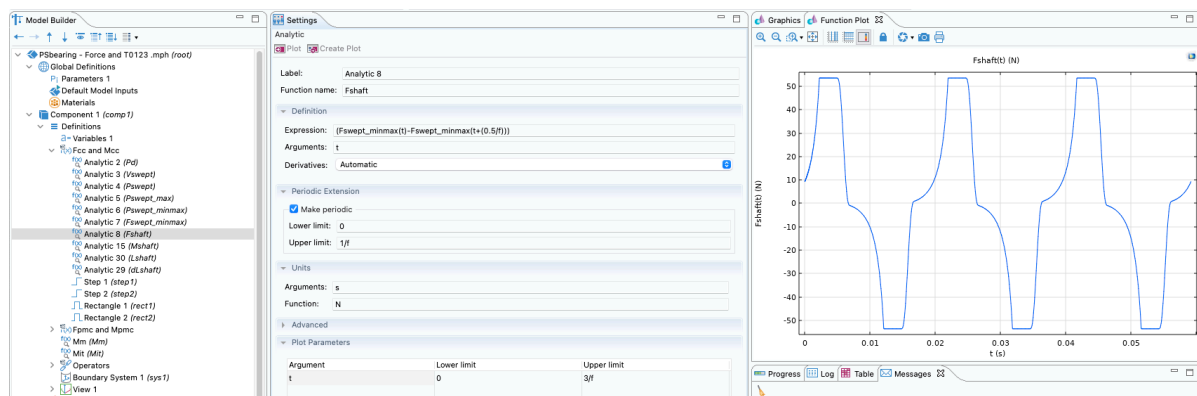 Model Builder
PSbearing - Force and T0123 .mph (root)
Global Definitions
Pi Parameters 1
Default Model Inputs
Materials
Component 1 (comp1)
Definitions
a= Variables 1
f(x) Fcc and Mcc
f(x) Analytic 2 (Pd)
f(x) Analytic 3 (Vswept)
f(x) Analytic 4 (Pswept)
f(x) Analytic 5 (Pswept_max)
f(x) Analytic 6 (Pswept_minmax)
f(x) Analytic 7 (Fswept_minmax)
f(x) Analytic 8 (Fshaft)
f(x) Analytic 15 (Mshaft)
f(x) Analytic 30 (Lshaft)
f(x) Analytic 29 (dLshaft)
Step 1 (step1)
Step 2 (step2)
Rectangle 1 (rect1)
Rectangle 2 (rect2)
f(x) Fpmc and Mpmc
Mm (Mm)
Mit (Mit)
Operators
Boundary System 1 (sys1)
View 1
Settings
Analytic
Plot Create Plot
Label: Analytic 8
Function name: Fshaft
Definition
Expression: (Fswept_minmax(t)-Fswept_minmax(t+(0.5/f)))
Arguments: t
Derivatives: Automatic
Periodic Extension
Make periodic
Lower limit: 0
Upper limit: 1/f
Units
Arguments: s
Function: N
Advanced
Plot Parameters
Argument Lower limit Upper limit
t 0 3/f
Graphics Function Plot
Fshaft(t) (N)
50
40
30
20
10
0
-10
-20
-30
-40
-50
Fshaft(t) (N)
0 0.01 0.02 0.03 0.04 0.05
t (s)
Progress Log Table Messages